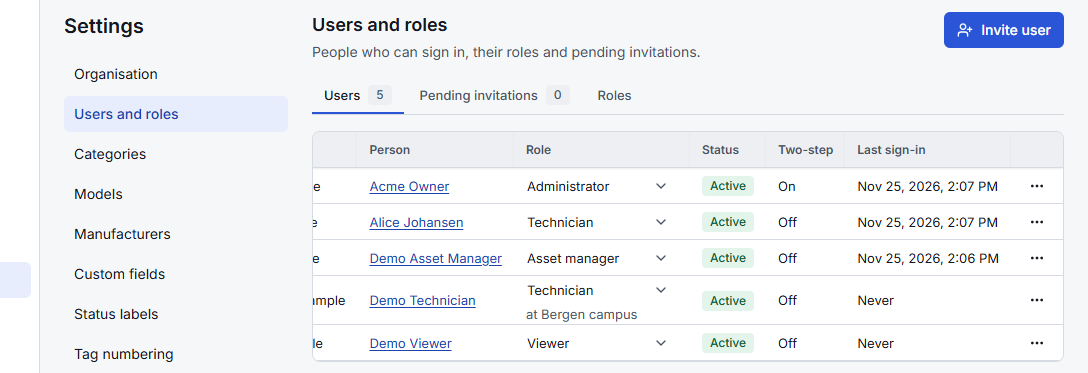 Settings
Organisation
Users and roles
Categories
Models
Manufacturers
Custom fields
Status labels
Tag numbering
Users and roles
People who can sign in, their roles and pending invitations.
Invite user
Users 5 Pending invitations 0 Roles
Person Role Status Two-step Last sign-in
e Acme Owner Administrator Active On Nov 25, 2026, 2:07 PM
Alice Johansen Technician Active Off Nov 25, 2026, 2:07 PM
e Demo Asset Manager Asset manager Active Off Nov 25, 2026, 2:06 PM
mple Demo Technician Technician Active Off Never
at Bergen campus
le Demo Viewer Viewer Active Off Never